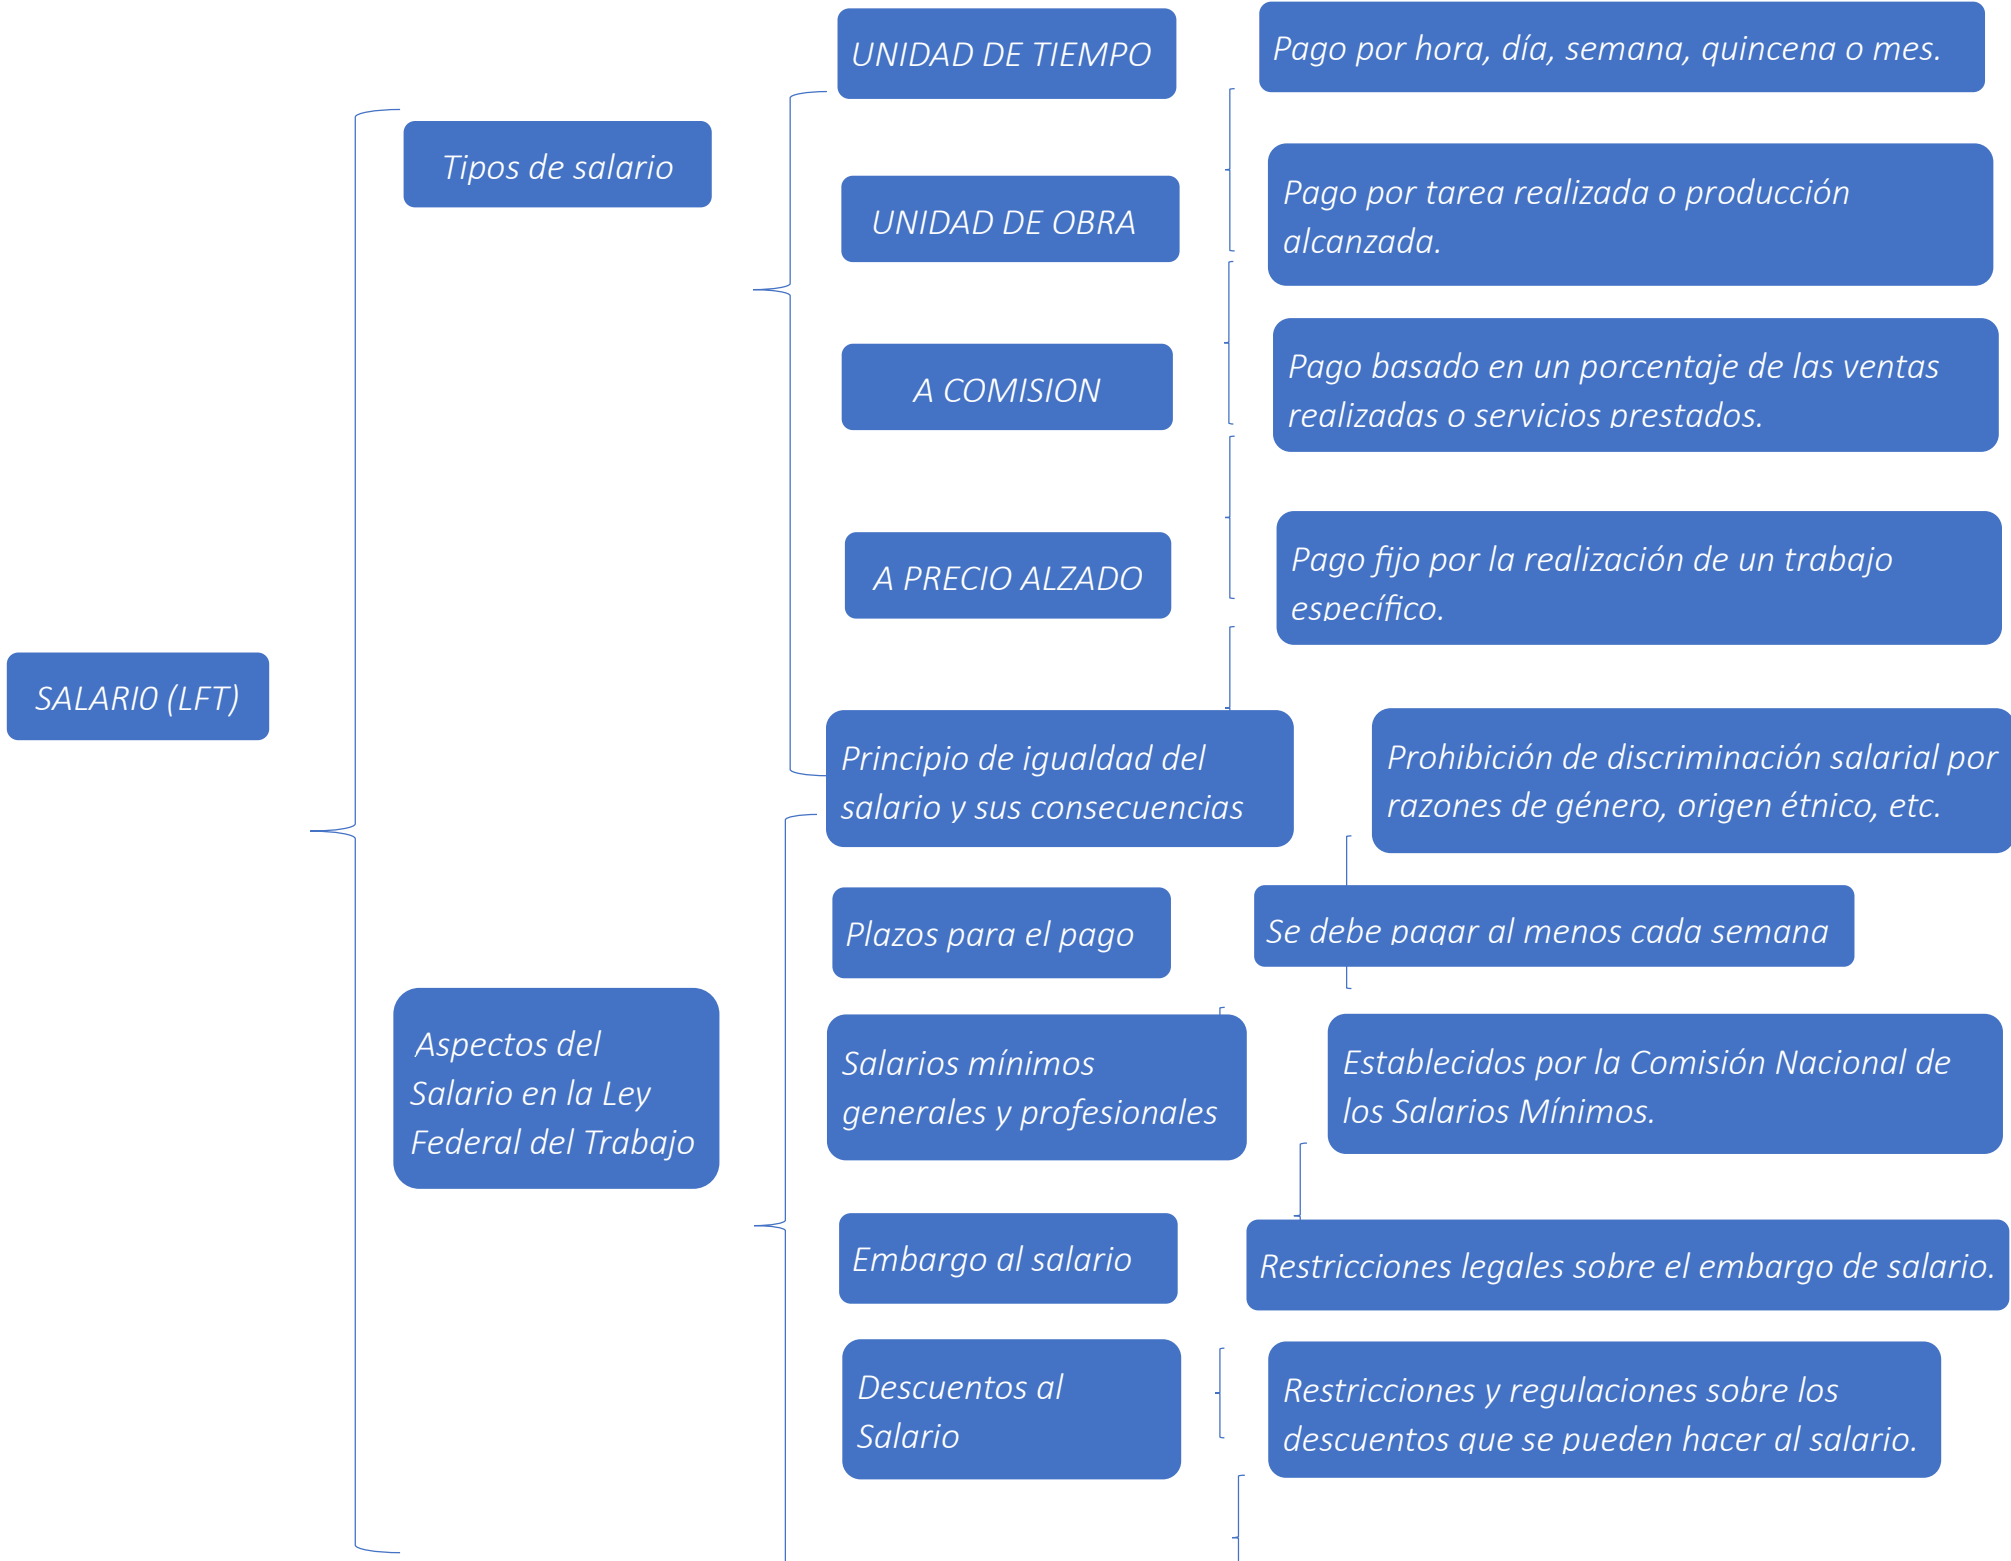 SALARI0 (LFT)
Tipos de salario
UNIDAD DE TIEMPO
Pago por hora, día, semana, quincena o mes.
UNIDAD DE OBRA
Pago por tarea realizada o producción
alcanzada.
A COMISION
Pago basado en un porcentaje de las ventas
realizadas o servicios prestados.
A PRECIO ALZADO
Pago fijo por la realización de un trabajo
específico.
Aspectos del
Salario en la Ley
Federal del Trabajo
Principio de igualdad del
salario y sus consecuencias
Prohibición de discriminación salarial por
razones de género, origen étnico, etc.
Plazos para el pago
Se debe pagar al menos cada semana
Salarios mínimos
generales y profesionales
Establecidos por la Comisión Nacional de
los Salarios Mínimos.
Embargo al salario
Restricciones legales sobre el embargo de salario.
Descuentos al
Salario
Restricciones y regulaciones sobre los
descuentos que se pueden hacer al salario.